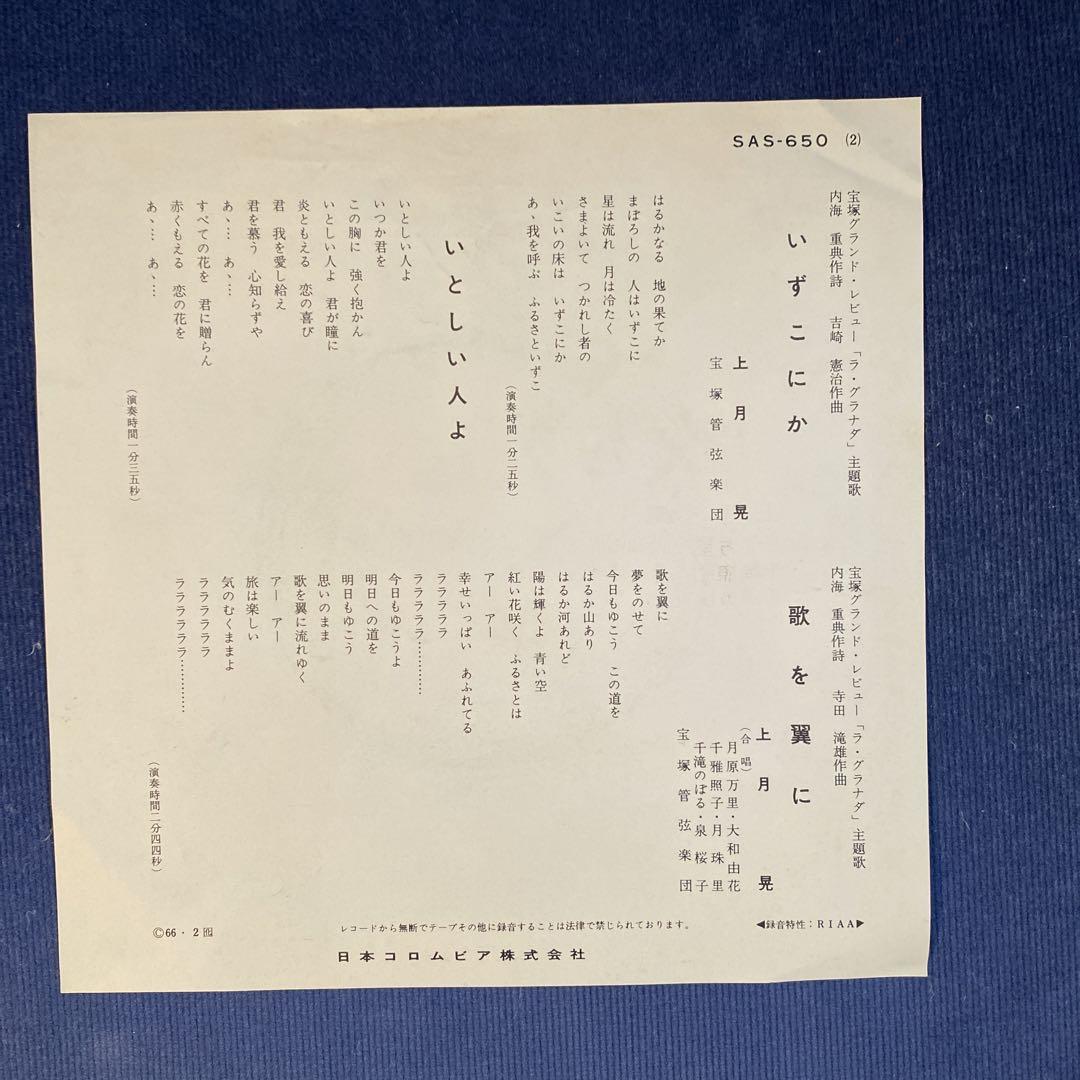 SAS-650 (2)
宝塚グランド・レビュー「ラ・グラナダ」主題歌
内海 重典作詩 吉崎 憲治作曲
いずこにか
上月晃
宝塚管弦楽団
はるかなる 地の果てか
まぼろしの 人はいずこに
星は流れ 月は冷たく
さまよいて つかれし者の
いこいの床は いずこにか
あゝ我を呼ぶ ふるさといずこ
(演奏時間一分二五秒)
いとしい人よ
いとしい人よ
いつか君を
この胸に 強く抱かん
いとしい人よ 君が瞳に
炎ともえる 恋の喜び
君 我を愛し給え
君を慕う 心知らずや
あゝ… あゝ…
すべての花を 君に贈らん
赤くもえる 恋の花を
あゝ… あゝ…
(演奏時間一分三五秒)
宝塚グランド・レビュー「ラ・グラナダ」主題歌
内海 重典作詩 寺田 滝雄作曲
歌を翼に
上月晃
(合唱)
月原万里・大和由花
千雅照子・月珠里
千滝のぼる・泉桜子
宝塚管弦楽団
歌を翼に
夢をのせて
今日もゆこう この道を
はるか山あり
はるか河あれど
陽は輝くよ 青い空
紅い花咲く ふるさとは
アー アー
幸せいっぱい あふれてる
ラララララ
ララララララ…………
今日もゆこうよ
明日への道を
明日もゆこう
思いのまま
歌を翼に流れゆく
アー アー
旅は楽しい
気のむくままよ
ララララララ
ラララララララ…………
(演奏時間二分四四秒)
◀録音特性:RIAA▶
レコードから無断でテープその他に録音することは法律で禁じられております。
Ⓒ66・2
日本コロムビア株式会社